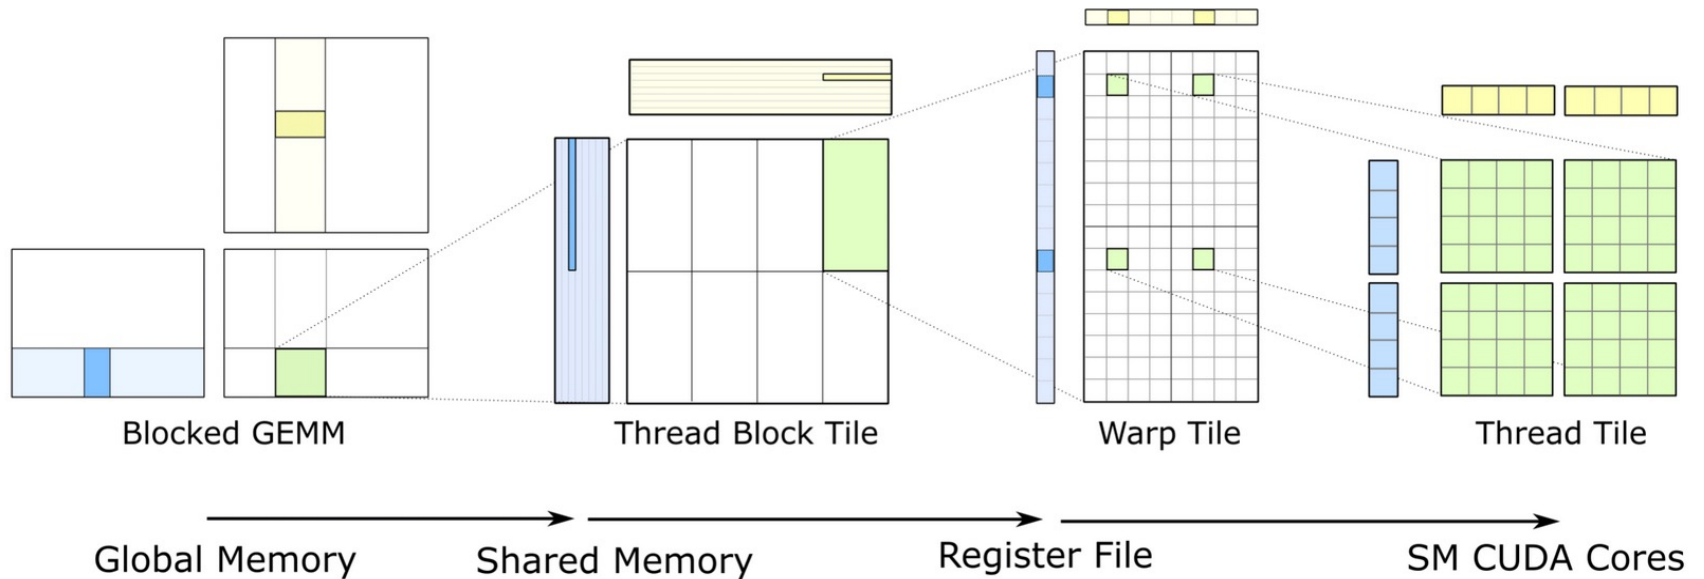 Blocked GEMM
Thread Block Tile
Warp Tile
Thread Tile
Global Memory
Shared Memory
Register File
SM CUDA Cores